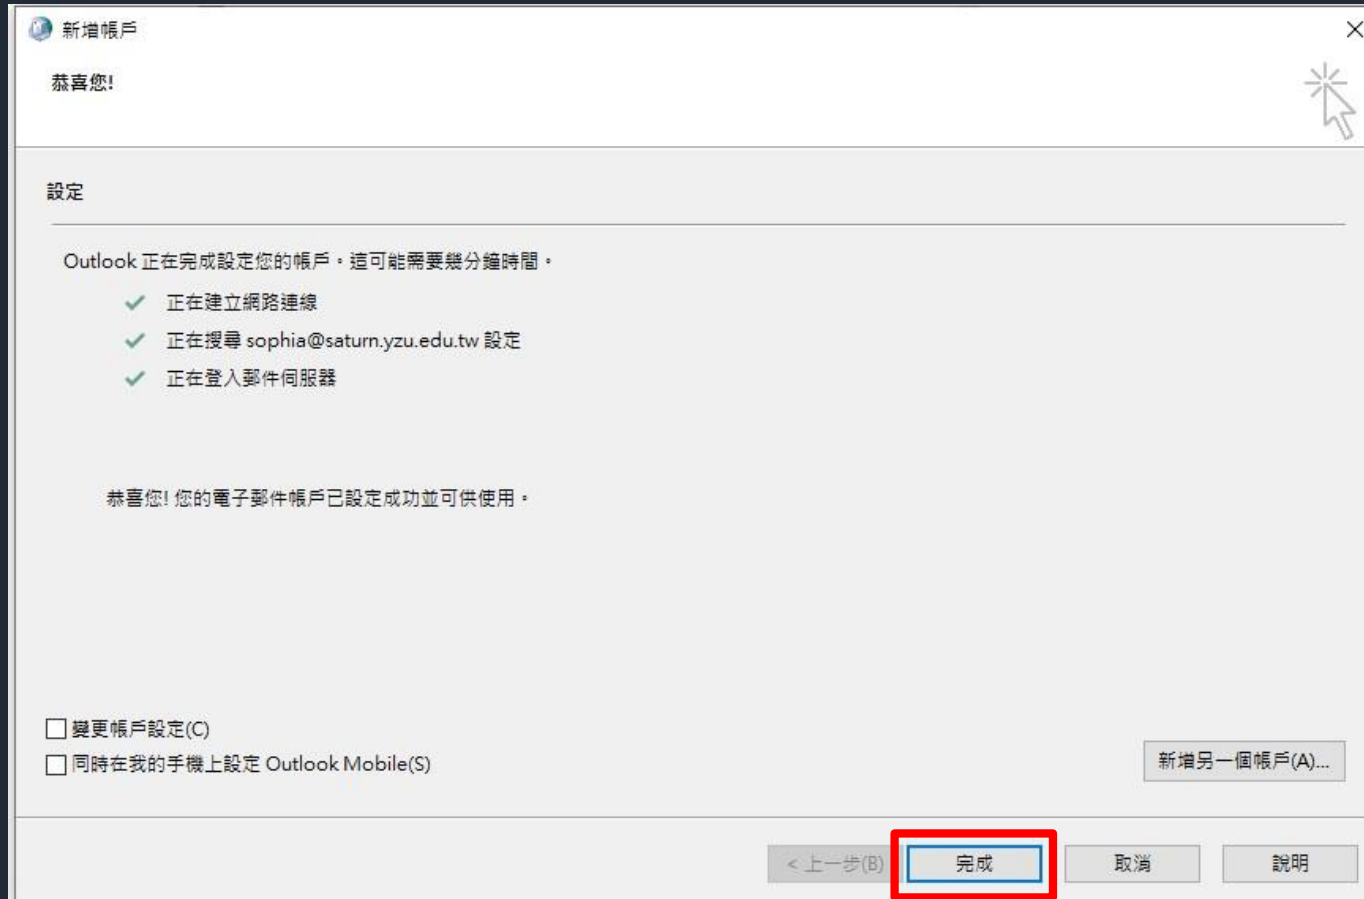 新增帳戶
恭喜您!
設定
Outlook 正在完成設定您的帳戶。這可能需要幾分鐘時間。
正在建立網路連線
正在搜尋 sophia@saturn.yzu.edu.tw 設定
正在登入郵件伺服器
恭喜您! 您的電子郵件帳戶已設定成功並可供使用。
變更帳戶設定(C)
同時在我的手機上設定 Outlook Mobile(S)
新增另一個帳戶(A)...
< 上一步(B) 完成 取消 說明